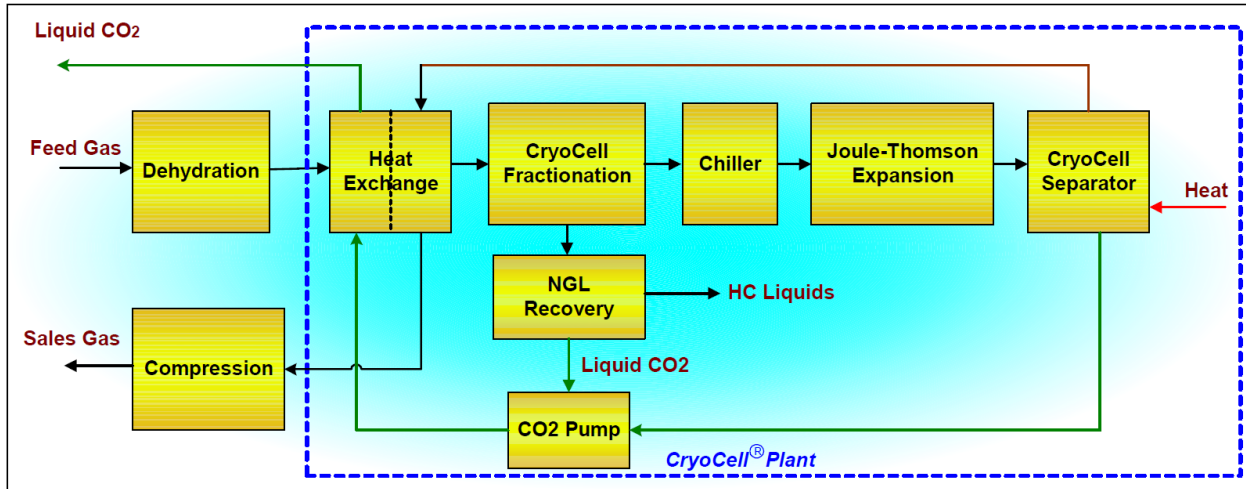 Liquid CO2
Feed Gas
Dehydration
Heat
Exchange
CryoCell
Fractionation
Chiller
Joule-Thomson
Expansion
CryoCell
Separator
Heat
NGL
Recovery
HC Liquids
Sales Gas
Compression
Liquid CO2
CO2 Pump
CryoCell® Plant